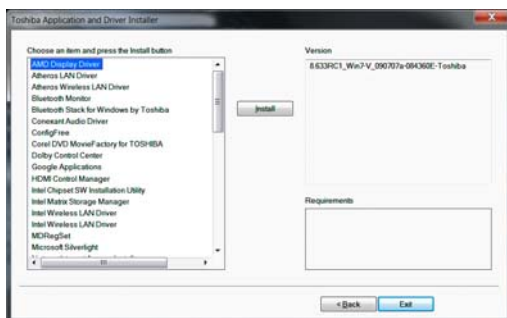 Toshiba Application and Driver Installer
Choose an item and press the Install button
AMD Display Driver
Atheros LAN Driver
Atheros Wireless LAN Driver
Bluetooth Monitor
Bluetooth Stack for Windows by Toshiba
Conexant Audio Driver
ConfigFree
Corel DVD MovieFactory for TOSHIBA
Dolby Control Center
Google Applications
HDMI Control Manager
Intel Chipset SW Installation Utility
Intel Matrix Storage Manager
Intel Wireless LAN Driver
Intel Wireless LAN Driver
MDRegSet
Microsoft Silverlight
Install
Version
8.633RC1_Win7-V_090707a-084360E-Toshiba
Requirements
< Back
Exit